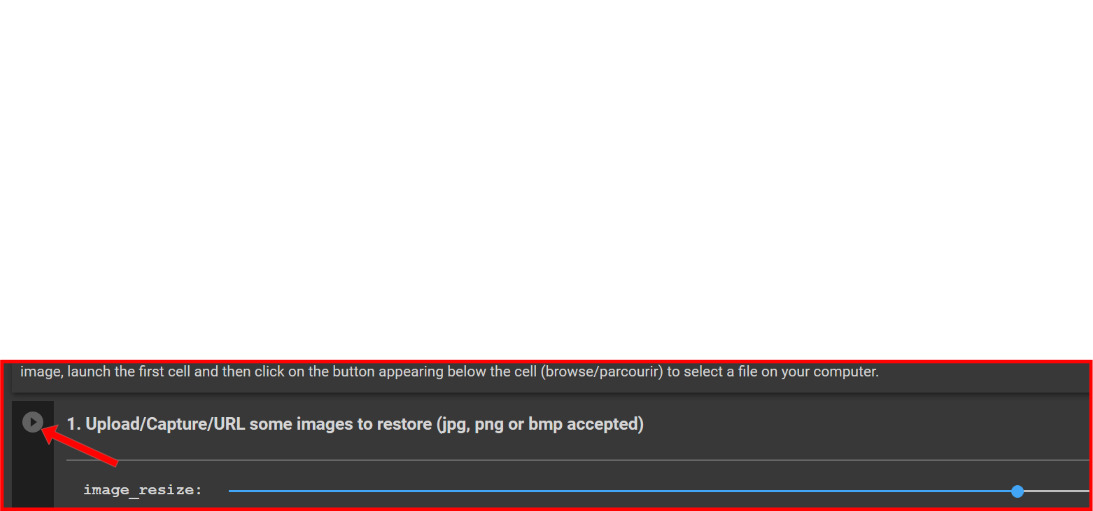 image, launch the first cell and then click on the button appearing below the cell (browse/parcourir) to select a file on your computer.
1. Upload/Capture/URL some images to restore (jpg, png or bmp accepted)
image_resize: